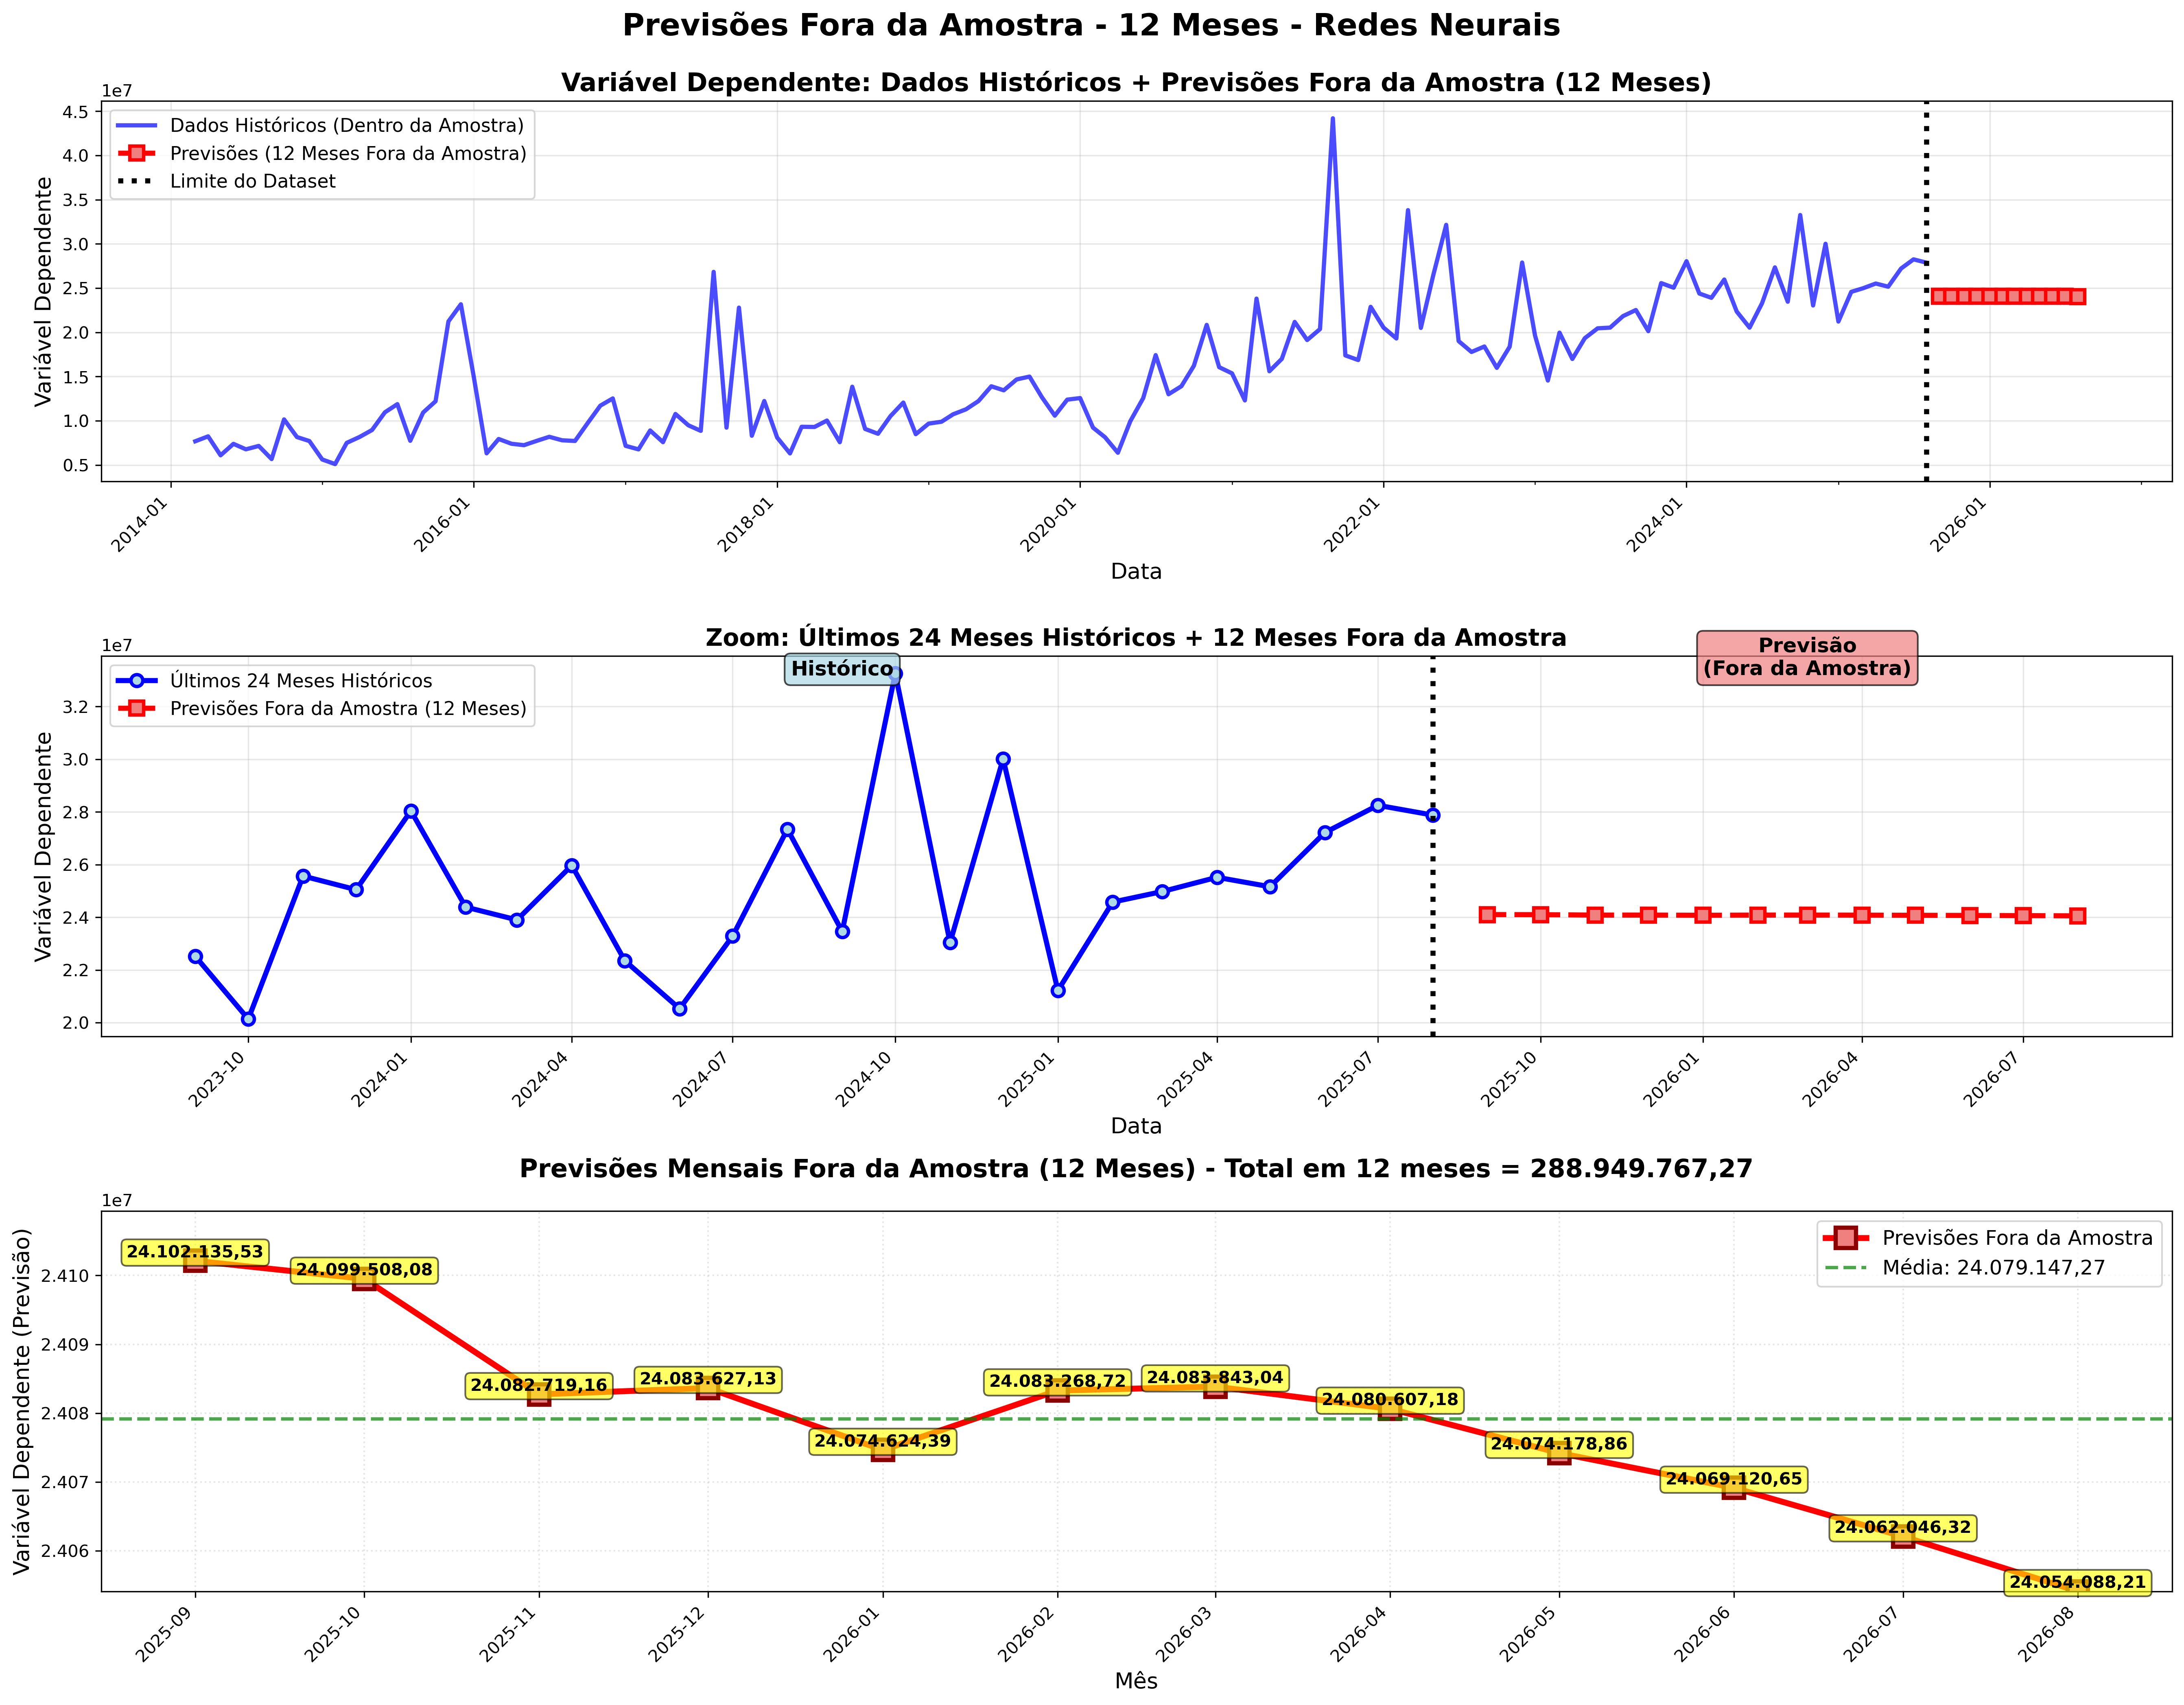 Previsões Fora da Amostra - 12 Meses - Redes Neurais
Variável Dependente: Dados Históricos + Previsões Fora da Amostra (12 Meses)
1e7
Dados Históricos (Dentro da Amostra)
Previsões (12 Meses Fora da Amostra)
Limite do Dataset
Variável Dependente
4.5
4.0
3.5
3.0
2.5
2.0
1.5
1.0
0.5
2014-01
2016-01
2018-01
2020-01
2022-01
2024-01
2026-01
Data
Zoom: Últimos 24 Meses Históricos + 12 Meses Fora da Amostra
1e7
Últimos 24 Meses Históricos
Previsões Fora da Amostra (12 Meses)
Histórico
Previsão
(Fora da Amostra)
Variável Dependente
3.2
3.0
2.8
2.6
2.4
2.2
2.0
2023-10
2024-01
2024-04
2024-07
2024-10
2025-01
2025-04
2025-07
2025-10
2026-01
2026-04
2026-07
Data
Previsões Mensais Fora da Amostra (12 Meses) - Total em 12 meses = 288.949.767,27
1e7
Previsões Fora da Amostra
Média: 24.079.147,27
Variável Dependente (Previsão)
2.410
2.409
2.408
2.407
2.406
24.102.135,53
24.099.508,08
24.082.719,16
24.083.627,13
24.074.624,39
24.083.268,72
24.083.843,04
24.080.607,18
24.074.178,86
24.069.120,65
24.062.046,32
24.054.088,21
2025-09
2025-10
2025-11
2025-12
2026-01
2026-02
2026-03
2026-04
2026-05
2026-06
2026-07
2026-08
Mês